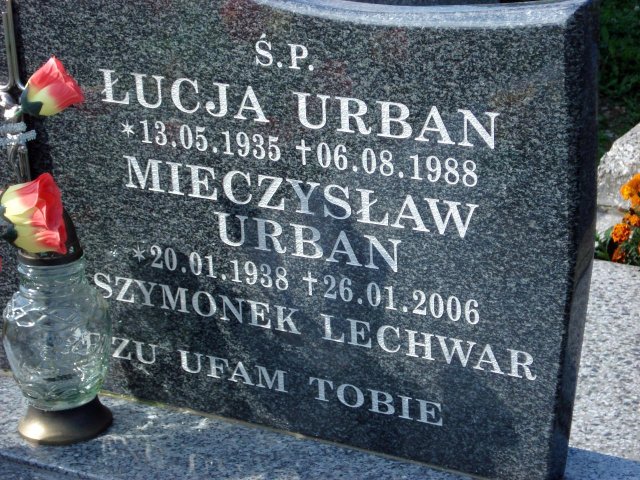 Ś.P.
ŁUCJA URBAN
*13.05.1935 †06.08.1988
MIECZYSŁAW
URBAN
*20.01.1938 †26.01.2006
SZYMONEK LECHWAR
UFAM TOBIE